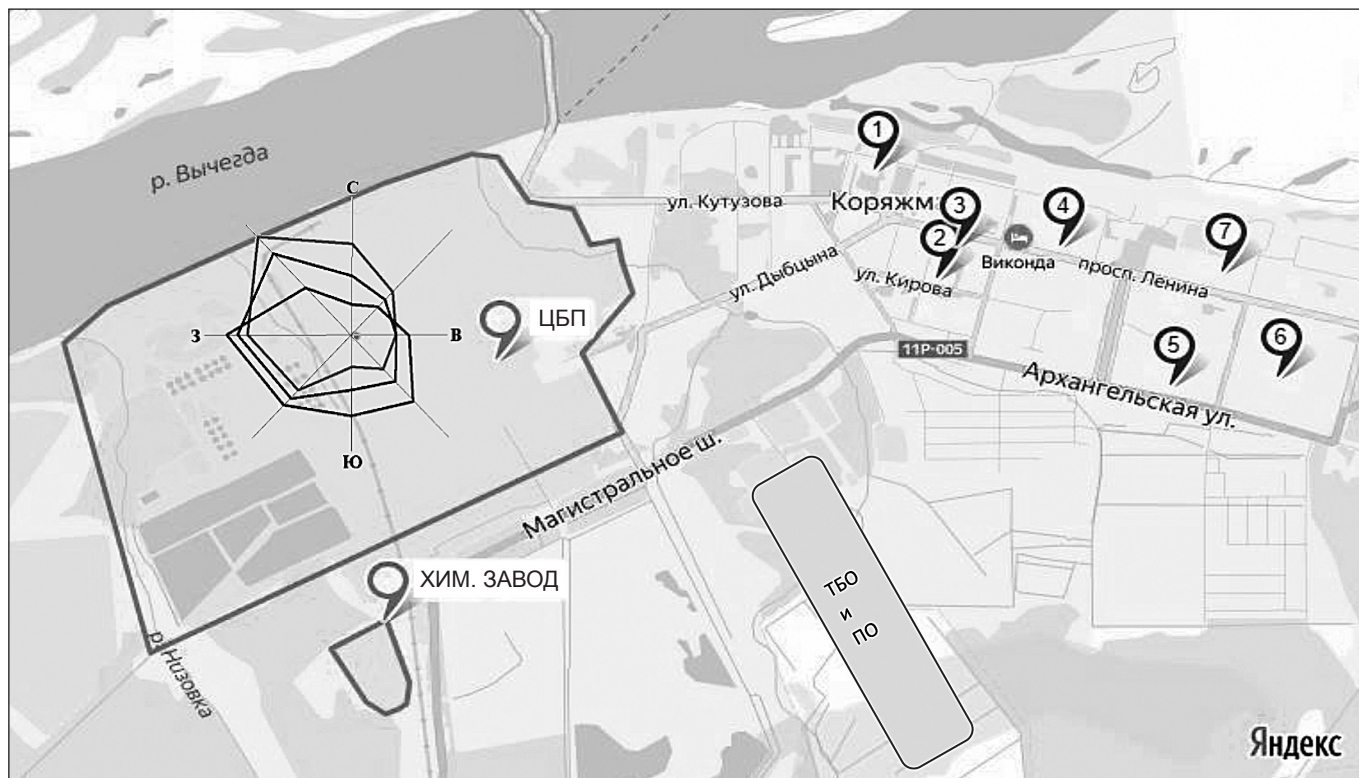 1
р. Вычегда
С
ул. Кутузова
Коряжм
3
4
2
7
Виконда
ул. Дыбцына
ул. Кирова
просп. Ленина
ЦБП
З
В
11Р-005
5
6
Архангельская ул.
Ю
Магистральное ш.
ХИМ. ЗАВОД
ТБО
и
ПО
р. Низовка
Яндекс